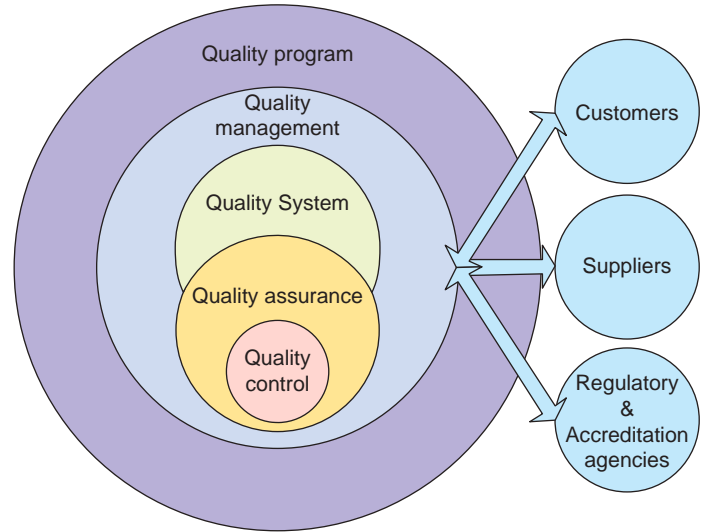 Quality program
Quality
management
Quality System
Quality assurance
Quality
control
Customers
Suppliers
Regulatory
&
Accreditation
agencies